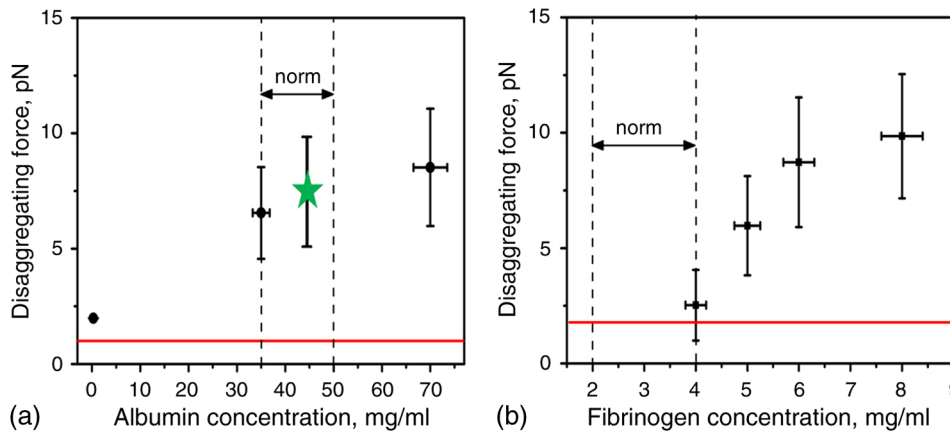 15
10
5
0
Disaggregating force, pN
norm
0 10 20 30 40 50 60 70
(a) Albumin concentration, mg/ml
15
10
5
0
Disaggregating force, pN
norm
2 3 4 5 6 7 8
(b) Fibrinogen concentration, mg/ml